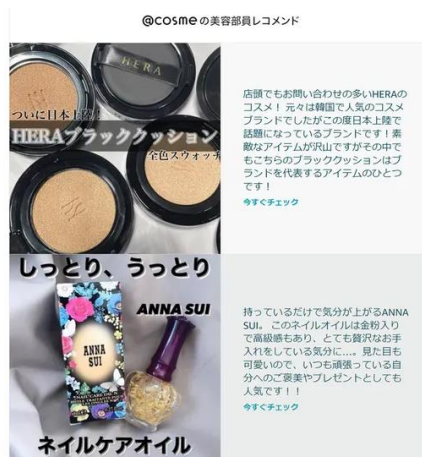 @cosmeの美容部員レコメンド
HERA
ついに日本上陸!
HERAブラッククッション
全色スウォッチ
店頭でもお問い合わせの多いHERAの
コスメ! 元々は韓国で人気のコスメ
ブランドでしたがこの度日本上陸で
話題になっているブランドです!素
敵なアイテムが沢山ですがその中で
もこちらのブラッククッションはブ
ランドを代表するアイテムのひとつ
です!
今すぐチェック
しっとり、うっとり
ANNA SUI
ANNA
SUI
ネイルケアオイル
持っているだけで気分が上がるANNA
SUI。 このネイルオイルは金粉入り
で高級感もあり、とても贅沢なお手
入れをしている気分に…。見た目も
可愛いので、いつも頑張っている自
分へのご褒美やプレゼントとしても
人気です!!
今すぐチェック